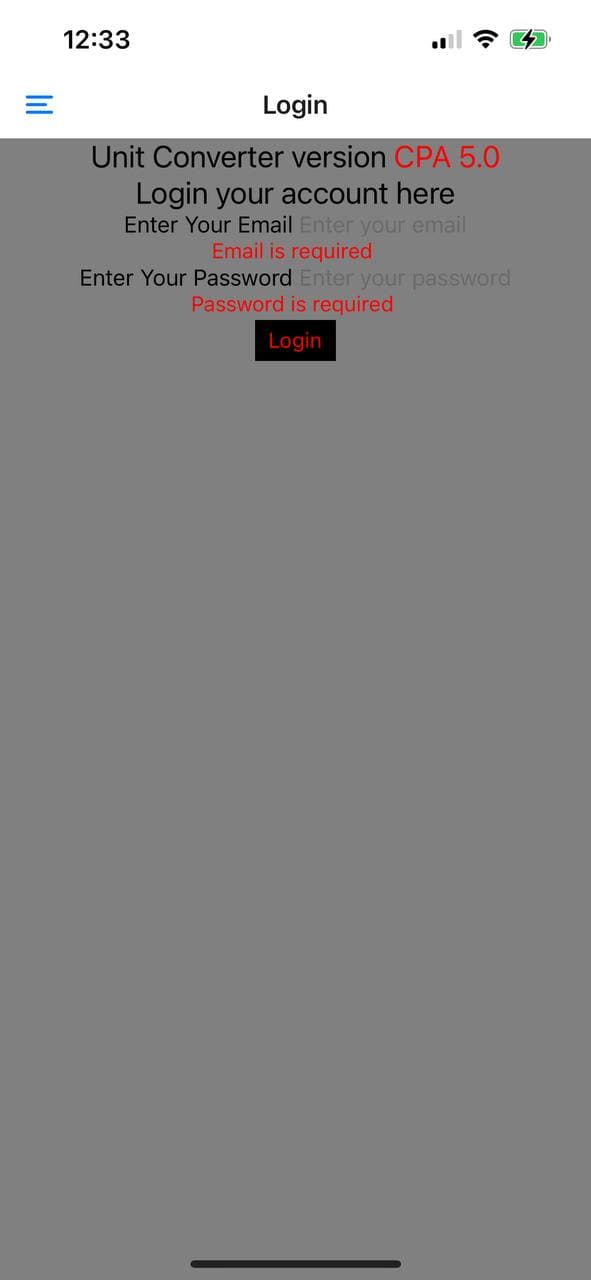 12:33
Login
Unit Converter version CPA 5.0
Login your account here
Enter Your Email Enter your email
Email is required
Enter Your Password Enter your password
Password is required
Login